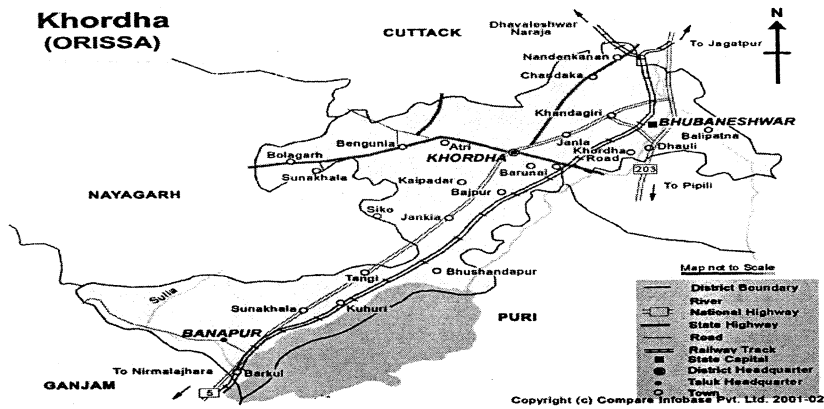 Khordha
(ORISSA)
CUTTACK
Dhavaleshwar
Naraja
To Jagatpur
N
Nandankanan
Chandaka
Khandagiri
BHUBANESHWAR
Balipatna
Bengunia
Atri
Janla
KHORDHA
Khordha
Road
Dhauli
Bolagarh
Sunakhala
Kaipadar
Barunai
Bajpur
203
To Pipili
NAYAGARH
Siko
Jankia
Tangi
Bhushandapur
Map not to Scale
Sulia
Sunakhala
Kuhuri
PURI
BANAPUR
To Nirmalajhara
Barkul
GANJAM
5
District Boundary
River
5
National Highway
State Highway
Road
Railway Track
State Capital
District Headquarter
Taluk Headquarter
Town
Copyright (c) Compare Infobase Pvt. Ltd. 2001-02